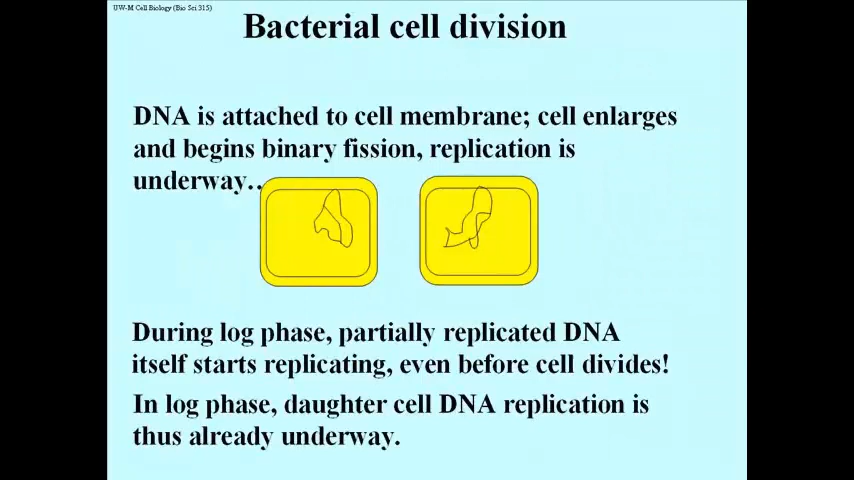 UW-M Cell Biology (Bio Sci 315)
Bacterial cell division
DNA is attached to cell membrane; cell enlarges
and begins binary fission, replication is
underway…
During log phase, partially replicated DNA
itself starts replicating, even before cell divides!
In log phase, daughter cell DNA replication is
thus already underway.